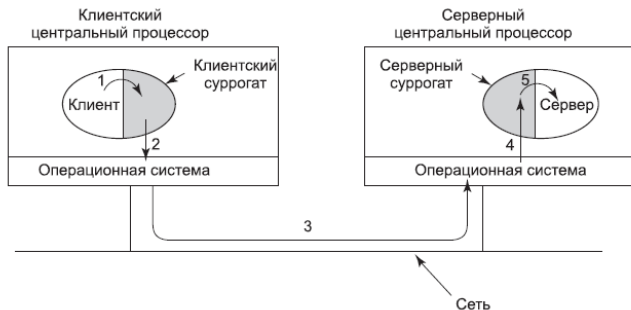 Клиентский
центральный процессор
Серверный
центральный процессор
1
Клиент
Клиентский
суррогат
2
Операционная система
Серверный
суррогат
5
Сервер
4
Операционная система
3
Сеть